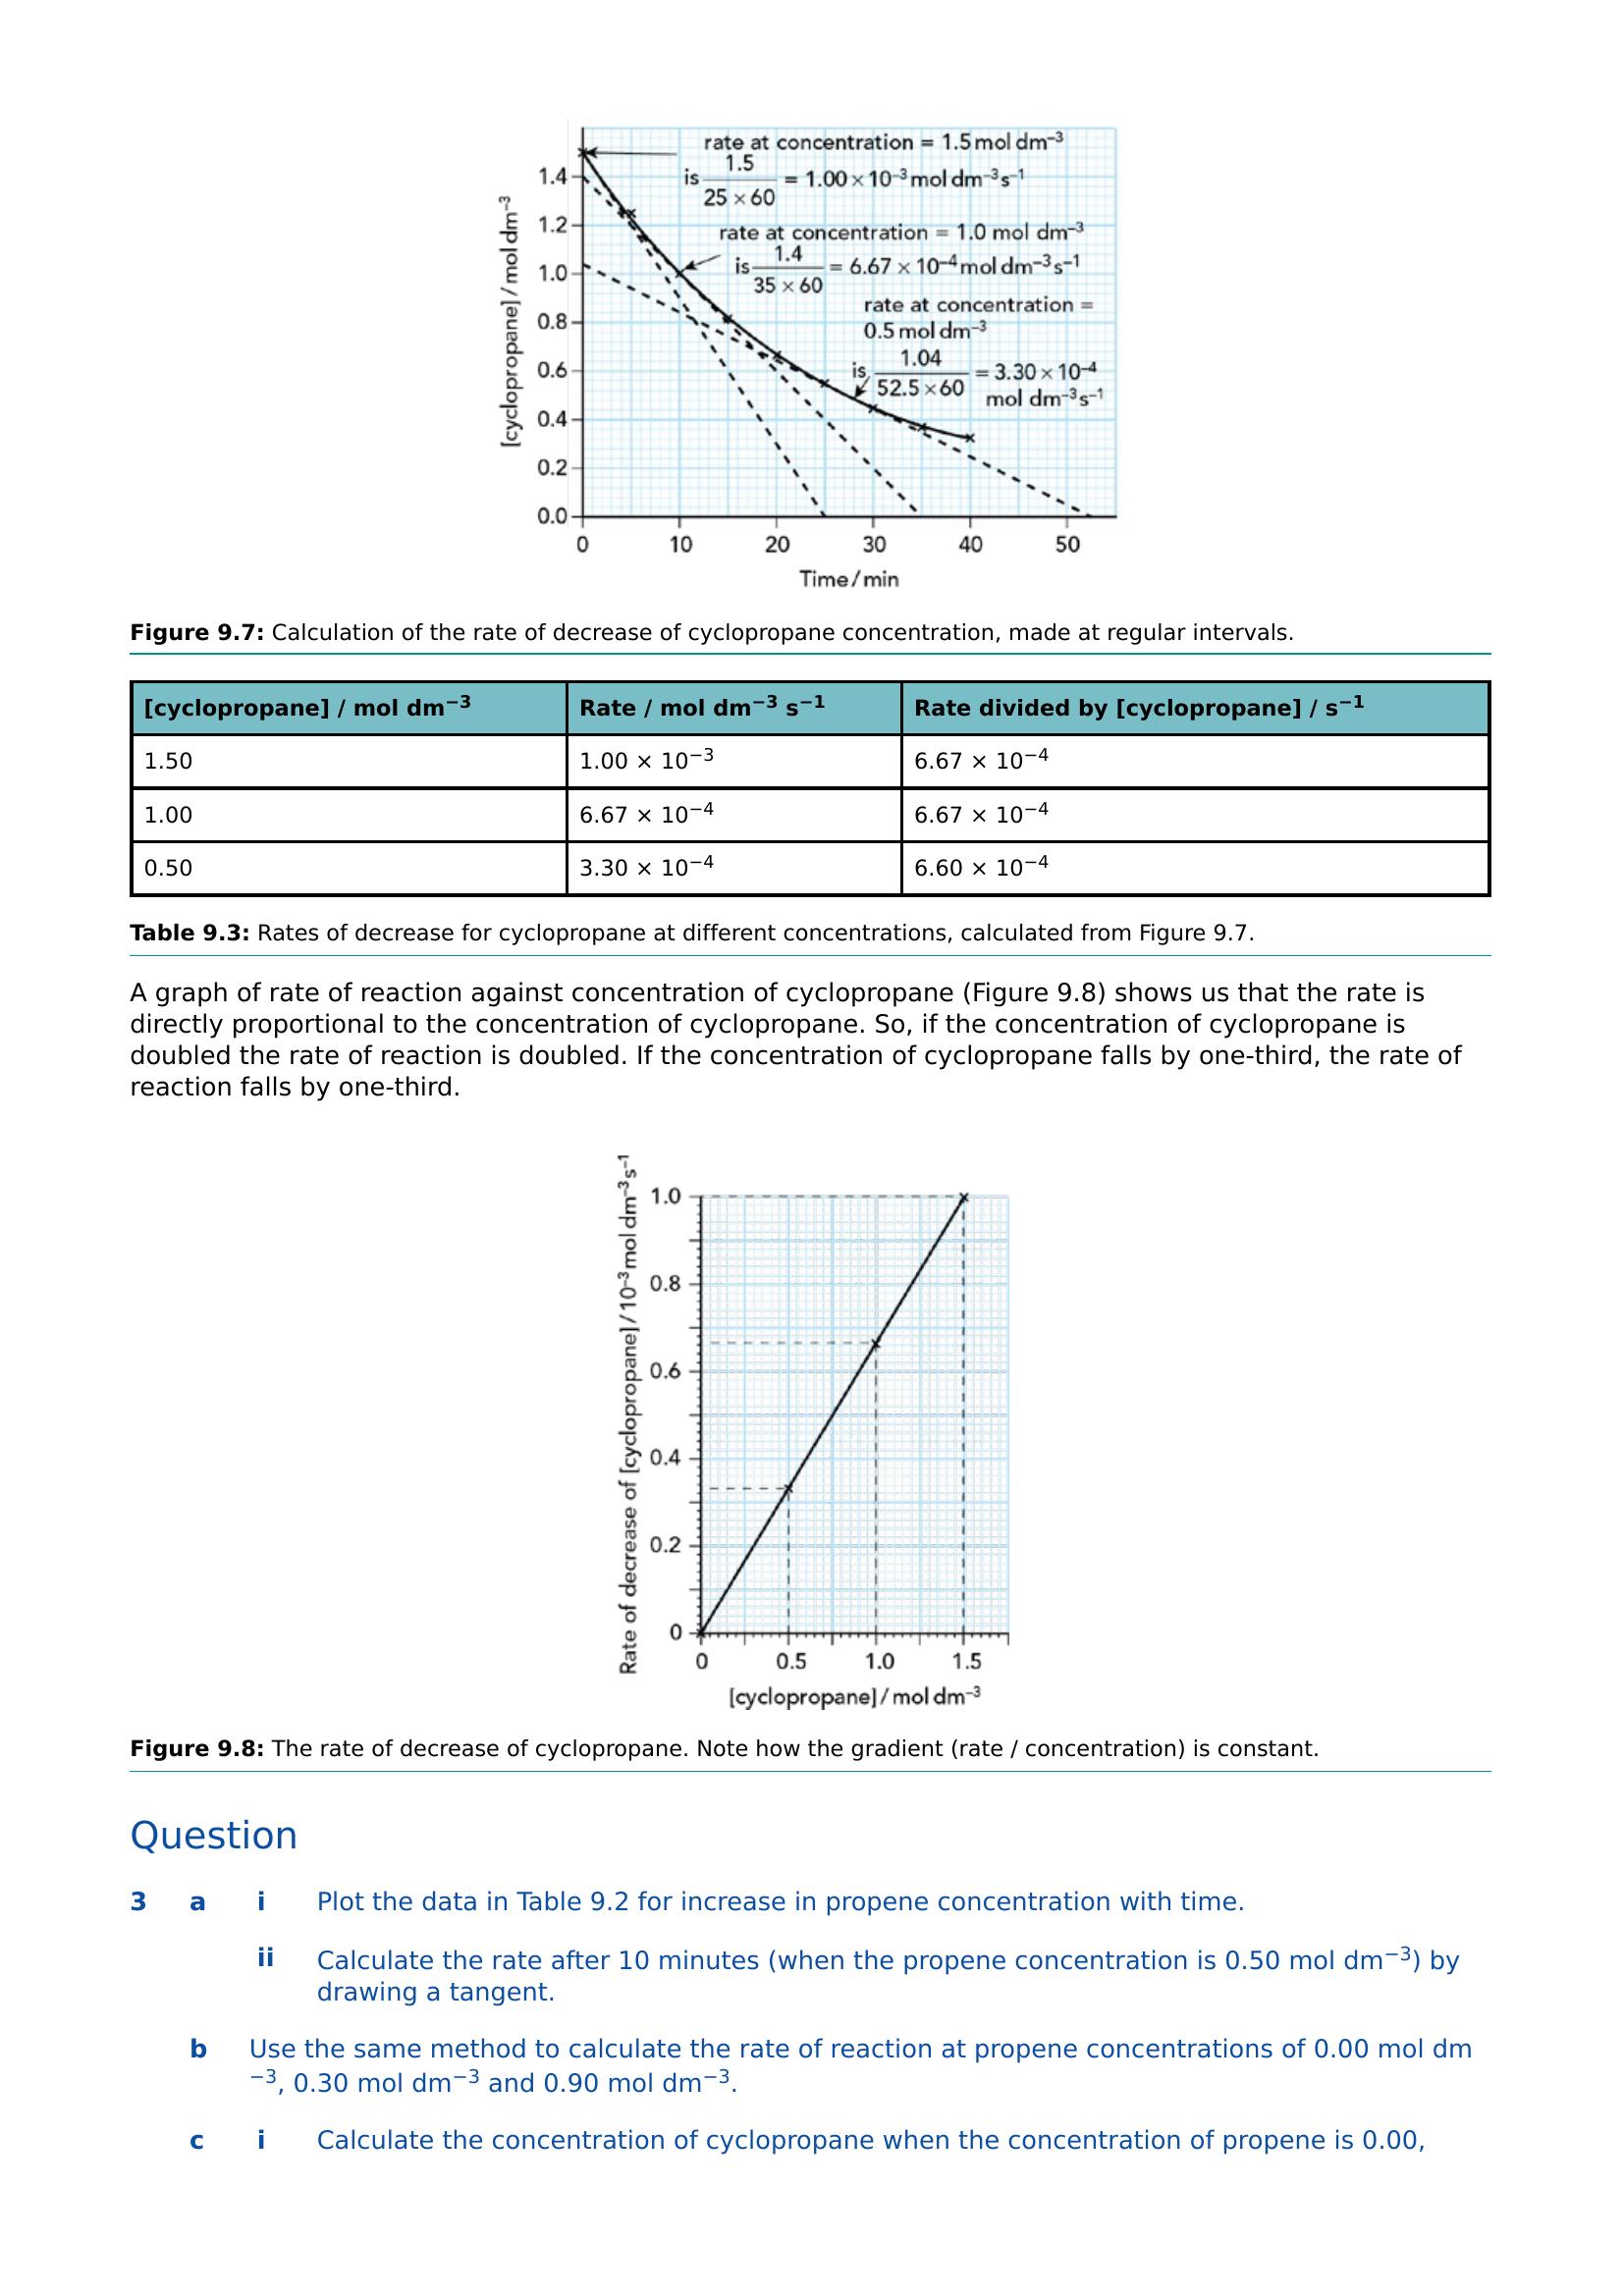 rate at concentration = 1.5 mol dm⁻³
is 1.5 / 25 × 60 = 1.00 × 10⁻³ mol dm⁻³ s⁻¹
rate at concentration = 1.0 mol dm⁻³
is 1.4 / 35 × 60 = 6.67 × 10⁻⁴ mol dm⁻³ s⁻¹
rate at concentration =
0.5 mol dm⁻³
is 1.04 / 52.5 × 60 = 3.30 × 10⁻⁴
mol dm⁻³ s⁻¹
[cyclopropane] / mol dm⁻³
1.4
1.2
1.0
0.8
0.6
0.4
0.2
0.0
0 10 20 30 40 50
Time / min
Figure 9.7: Calculation of the rate of decrease of cyclopropane concentration, made at regular intervals.
[cyclopropane] / mol dm⁻³ Rate / mol dm⁻³ s⁻¹ Rate divided by [cyclopropane] / s⁻¹
1.50 1.00 × 10⁻³ 6.67 × 10⁻⁴
1.00 6.67 × 10⁻⁴ 6.67 × 10⁻⁴
0.50 3.30 × 10⁻⁴ 6.60 × 10⁻⁴
Table 9.3: Rates of decrease for cyclopropane at different concentrations, calculated from Figure 9.7.
A graph of rate of reaction against concentration of cyclopropane (Figure 9.8) shows us that the rate is
directly proportional to the concentration of cyclopropane. So, if the concentration of cyclopropane is
doubled the rate of reaction is doubled. If the concentration of cyclopropane falls by one-third, the rate of
reaction falls by one-third.
Rate of decrease of [cyclopropane] / 10⁻³ mol dm⁻³ s⁻¹
1.0
0.8
0.6
0.4
0.2
0
0 0.5 1.0 1.5
[cyclopropane] / mol dm⁻³
Figure 9.8: The rate of decrease of cyclopropane. Note how the gradient (rate / concentration) is constant.
Question
3 a i Plot the data in Table 9.2 for increase in propene concentration with time.
ii Calculate the rate after 10 minutes (when the propene concentration is 0.50 mol dm⁻³) by
drawing a tangent.
b Use the same method to calculate the rate of reaction at propene concentrations of 0.00 mol dm
⁻³, 0.30 mol dm⁻³ and 0.90 mol dm⁻³.
c i Calculate the concentration of cyclopropane when the concentration of propene is 0.00,